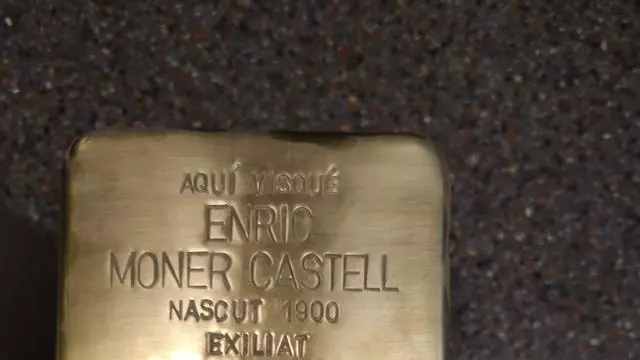 AQUÍ VISQUÉ
ENRIC
MONER CASTELL
NASCUT 1900
EXILIAT